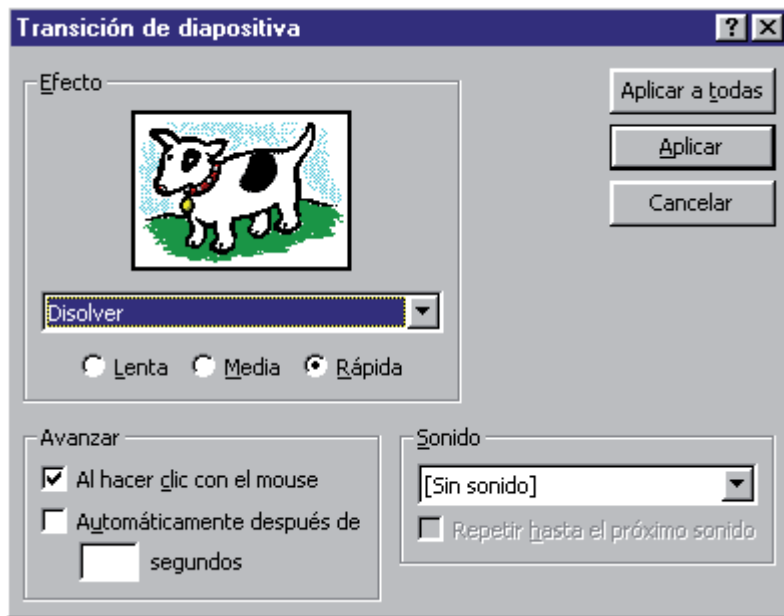 Transición de diapositiva
Efecto
Aplicar a todas
Aplicar
Cancelar
Disolver
Lenta Media Rápida
Avanzar
Al hacer clic con el mouse
Automáticamente después de
segundos
Sonido
[Sin sonido]
Repetir hasta el próximo sonido